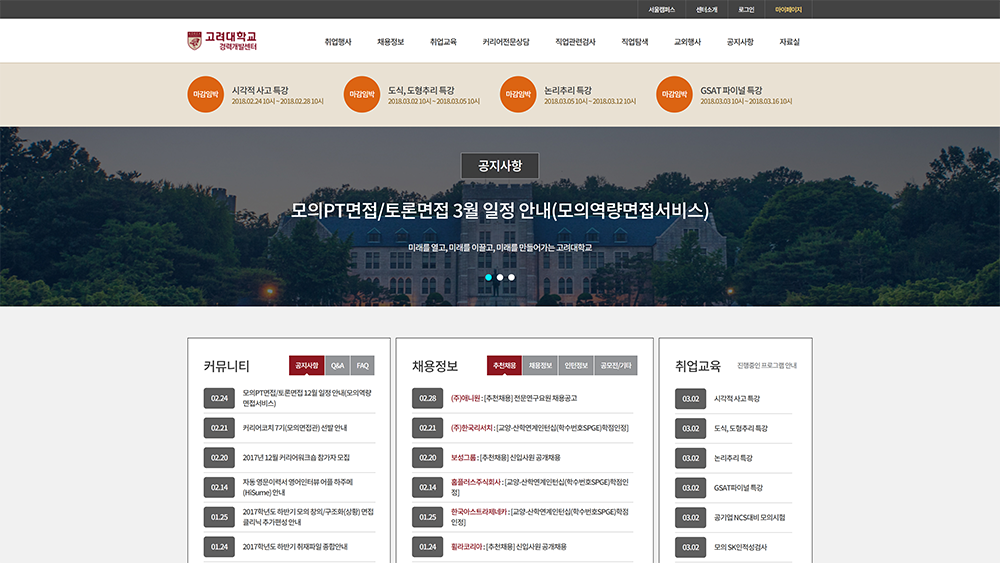 서울캠퍼스 센터소개 로그인 마이페이지
고려대학교
경력개발센터
취업행사 채용정보 취업교육 커리어전문상담 직업관련검사 직업탐색 교외행사 공지사항 자료실
마감임박
시각적 사고 특강
2018.02.24 10시 ~ 2018.02.28 10시
마감임박
도식, 도형추리 특강
2018.03.02 10시 ~ 2018.03.05 10시
마감임박
논리추리 특강
2018.03.05 10시 ~ 2018.03.12 10시
마감임박
GSAT 파이널 특강
2018.03.03 10시 ~ 2018.03.16 10시
공지사항
모의PT면접/토론면접 3월 일정 안내(모의역량면접서비스)
미래를 열고, 미래를 이끌고, 미래를 만들어가는 고려대학교
커뮤니티
공지사항 Q&A FAQ
02.24 모의PT면접/토론면접 12월 일정 안내(모의역량
면접서비스)
02.21 커리어코치 7기(모의면접관) 선발 안내
02.20 2017년 12월 커리어워크숍 참가자 모집
02.14 자동 영문이력서 영어인터뷰 어플 하주메
(HiSume) 안내
01.25 2017학년도 하반기 모의 창의/구조화(상황) 면접
클리닉 추가편성 안내
01.24 2017학년도 하반기 취재파일 종합안내
채용정보
추천채용 채용정보 인턴정보 공모전/기타
02.28 (주)애니원 : [추천채용] 전문연구요원 채용공고
02.21 (주)한국리서치 : [교양-산학연계인턴십(학수번호SPGE)학점인정]
02.20 보성그룹 : [추천채용] 신입사원 공개채용
02.14 홈플러스주식회사 : [교양-산학연계인턴십(학수번호SPGE)학점인
정]
01.25 한국아스트라제네카 : [교양-산학연계인턴십(학수번호SPGE)학점
인정]
01.24 휠라코리아 : [추천채용] 신입사원 공개채용
취업교육 진행중인 프로그램 안내
03.02 시각적 사고 특강
03.02 도식, 도형추리 특강
03.02 논리추리 특강
03.02 GSAT파이널 특강
03.02 공기업 NCS대비 모의시험
03.02 모의 SK인적성검사